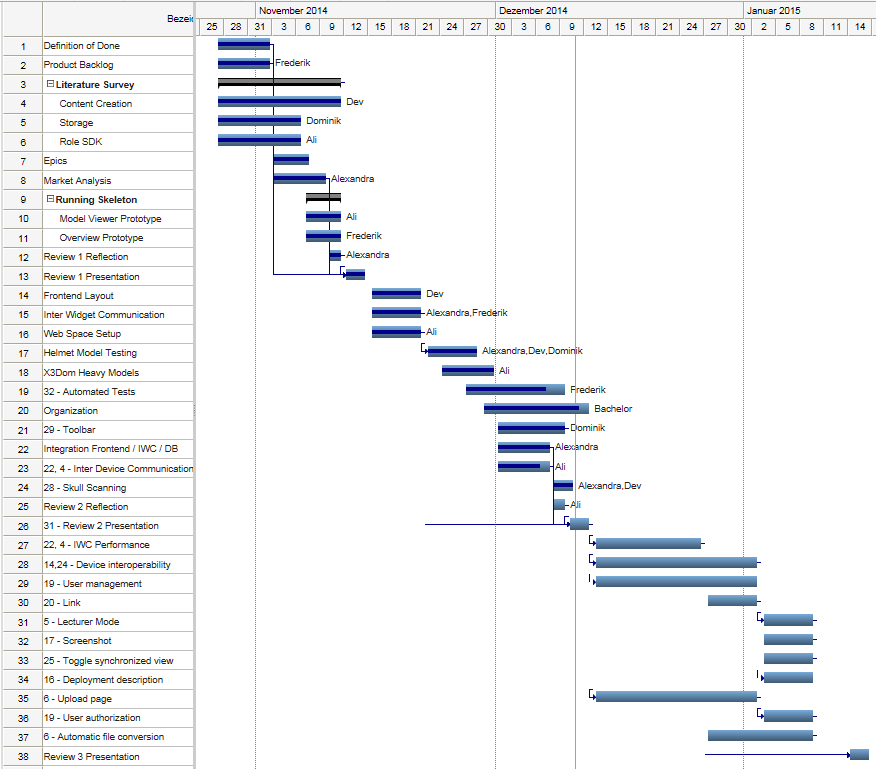 November 2014 Dezember 2014 Januar 2015
Bezeic
25 28 31 3 6 9 12 15 18 21 24 27 30 3 6 9 12 15 18 21 24 27 30 2 5 8 11 14
1 Definition of Done
2 Product Backlog Frederik
3 Literature Survey
4 Content Creation Dev
5 Storage Dominik
6 Role SDK Ali
7 Epics
8 Market Analysis Alexandra
9 Running Skeleton
10 Model Viewer Prototype Ali
11 Overview Prototype Frederik
12 Review 1 Reflection Alexandra
13 Review 1 Presentation
14 Frontend Layout Dev
15 Inter Widget Communication Alexandra,Frederik
16 Web Space Setup Ali
17 Helmet Model Testing Alexandra,Dev,Dominik
18 X3Dom Heavy Models Ali
19 32 - Automated Tests Frederik
20 Organization Bachelor
21 29 - Toolbar Dominik
22 Integration Frontend / IWC / DB Alexandra
23 22, 4 - Inter Device Communication Ali
24 28 - Skull Scanning Alexandra,Dev
25 Review 2 Reflection Ali
26 31 - Review 2 Presentation
27 22, 4 - IWC Performance
28 14,24 - Device interoperability
29 19 - User management
30 20 - Link
31 5 - Lecturer Mode
32 17 - Screenshot
33 25 - Toggle synchronized view
34 16 - Deployment description
35 6 - Upload page
36 19 - User authorization
37 6 - Automatic file conversion
38 Review 3 Presentation